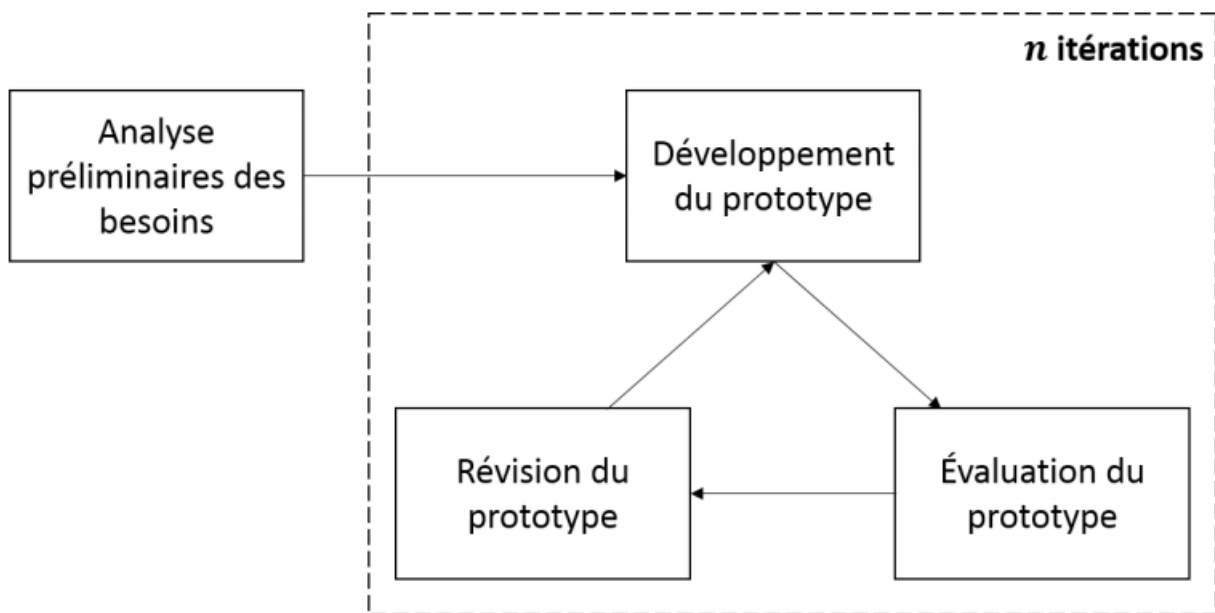 n itérations
Analyse
préliminaires des
besoins
Développement
du prototype
Révision du
prototype
Évaluation du
prototype